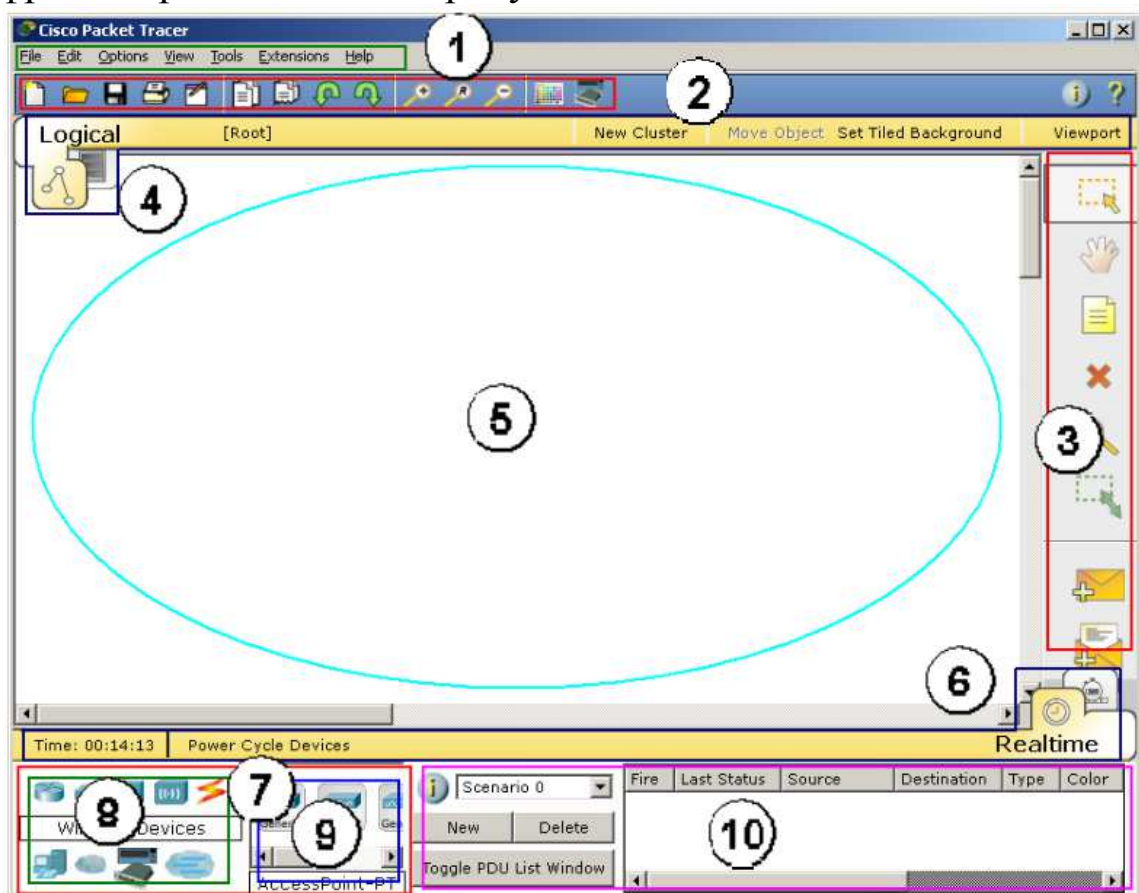 Cisco Packet Tracer
File Edit Options View Tools Extensions Help
1
2
Logical [Root] New Cluster Move Object Set Tiled Background Viewport
4
5
3
6
Time: 00:14:13 Power Cycle Devices Realtime
7
8
Devices
9
AccessPoint-PT
Scenario 0
New Delete
Toggle PDU List Window
Fire Last Status Source Destination Type Color
10